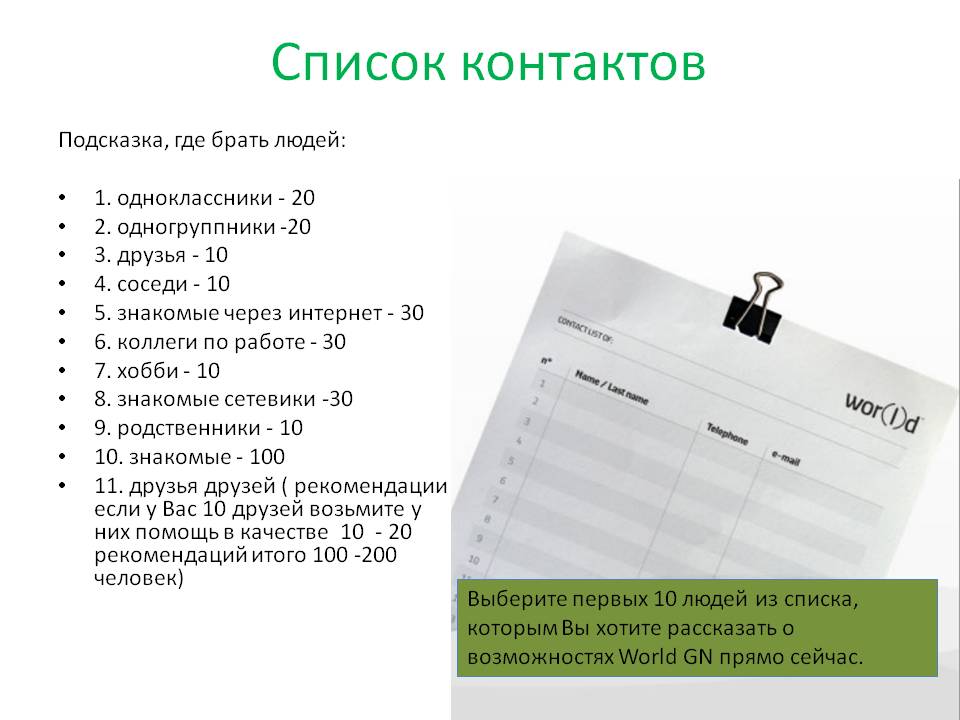 Список контактов
Подсказка, где брать людей:
• 1. одноклассники - 20
• 2. одногруппники -20
• 3. друзья - 10
• 4. соседи - 10
• 5. знакомые через интернет - 30
• 6. коллеги по работе - 30
• 7. хобби - 10
• 8. знакомые сетевики -30
• 9. родственники - 10
• 10. знакомые - 100
• 11. друзья друзей ( рекомендации
если у Вас 10 друзей возьмите у
них помощь в качестве 10 - 20
рекомендаций итого 100 -200
человек)
CONTACT LIST OF:
wor(l)d™
n° Name / Last name Telephone e-mail
1
2
3
4
5
6
7
8
9
10
Выберите первых 10 людей из списка,
которым Вы хотите рассказать о
возможностях World GN прямо сейчас.